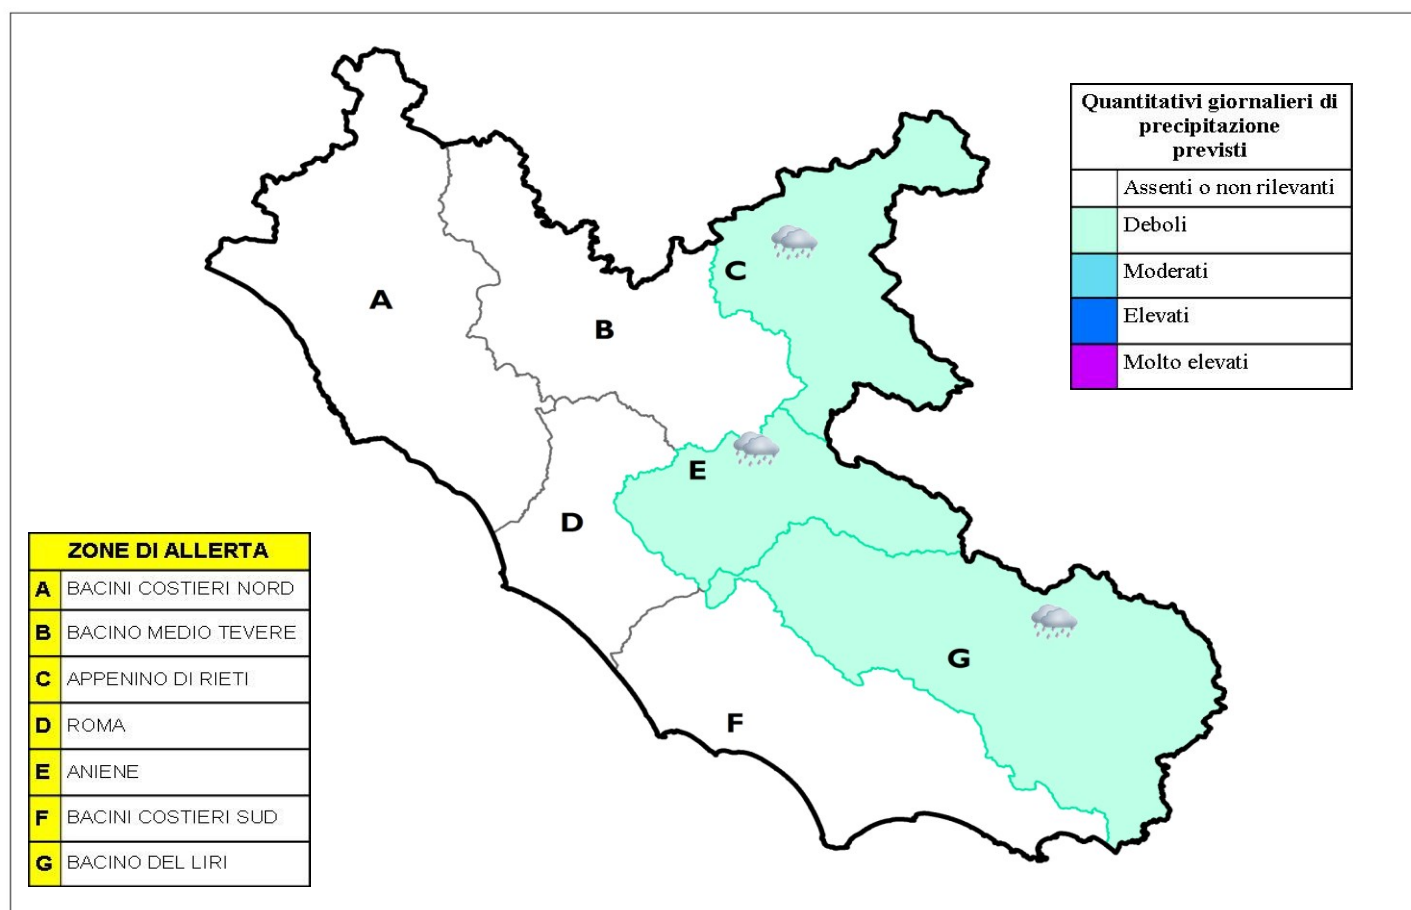 Quantitativi giornalieri di
precipitazione
previsti
Assenti o non rilevanti
Deboli
Moderati
Elevati
Molto elevati
A
B
C
D
E
F
G
ZONE DI ALLERTA
A BACINI COSTIERI NORD
B BACINO MEDIO TEVERE
C APPENINO DI RIETI
D ROMA
E ANIENE
F BACINI COSTIERI SUD
G BACINO DEL LIRI